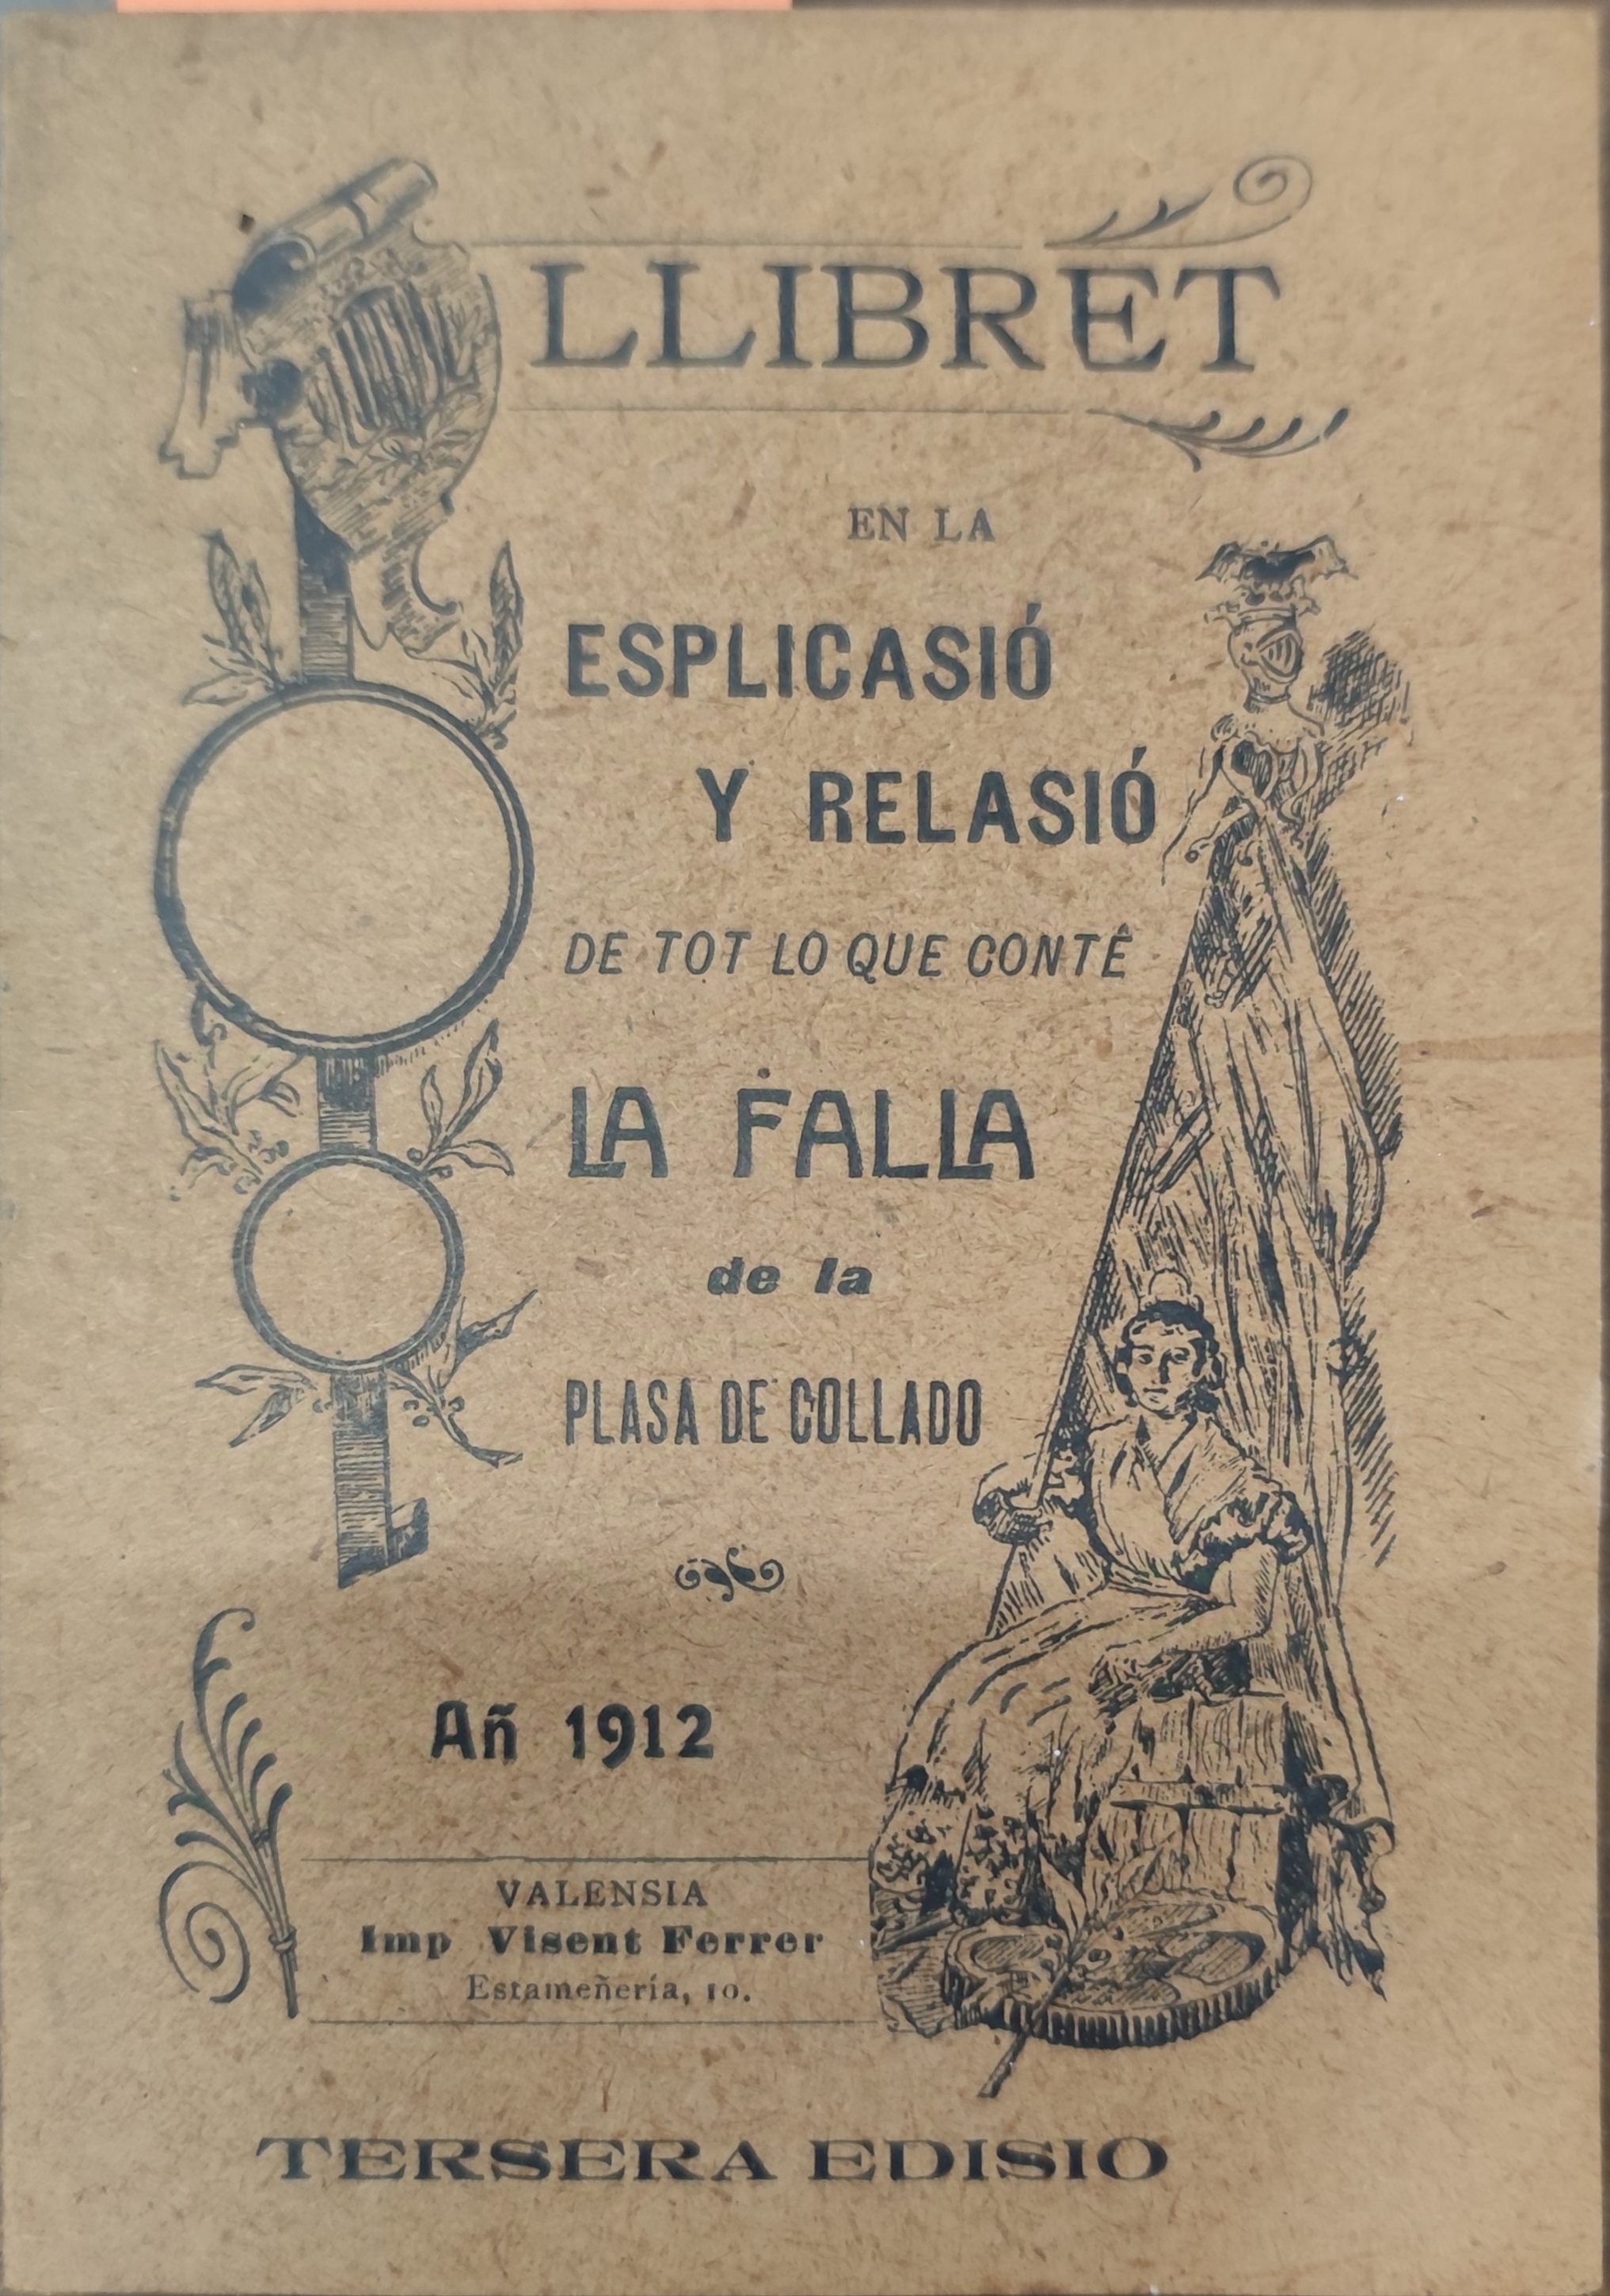 LLIBRET
EN LA
ESPLICASIÓ
Y RELASIÓ
DE TOT LO QUE CONTÊ
LA FALLA
de la
PLASA DE COLLADO
Añ 1912
VALENSIA
Imp Visent Ferrer
Estameñería, 10.
TERSERA EDISIO